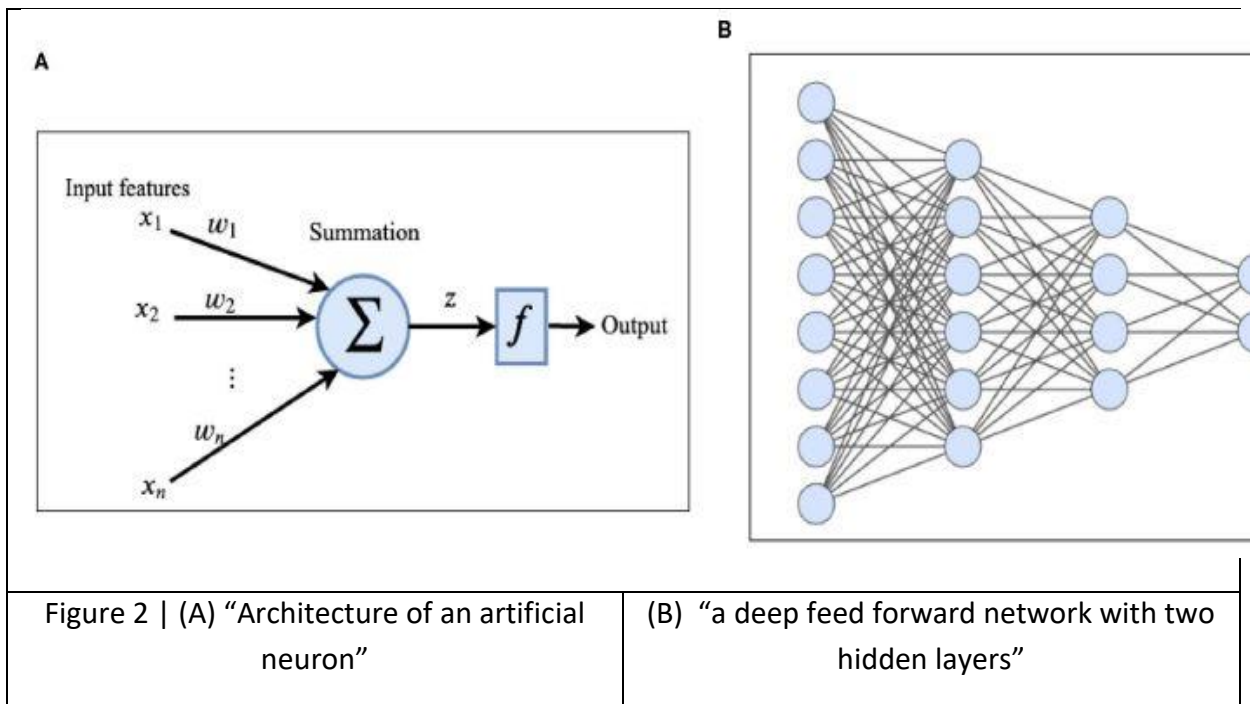 A
B
Input features
x₁
w₁
Summation
x₂
w₂
Σ
z
f
Output
⋮
wₙ
xₙ
Figure 2 | (A) “Architecture of an artificial
neuron”
(B) “a deep feed forward network with two
hidden layers”